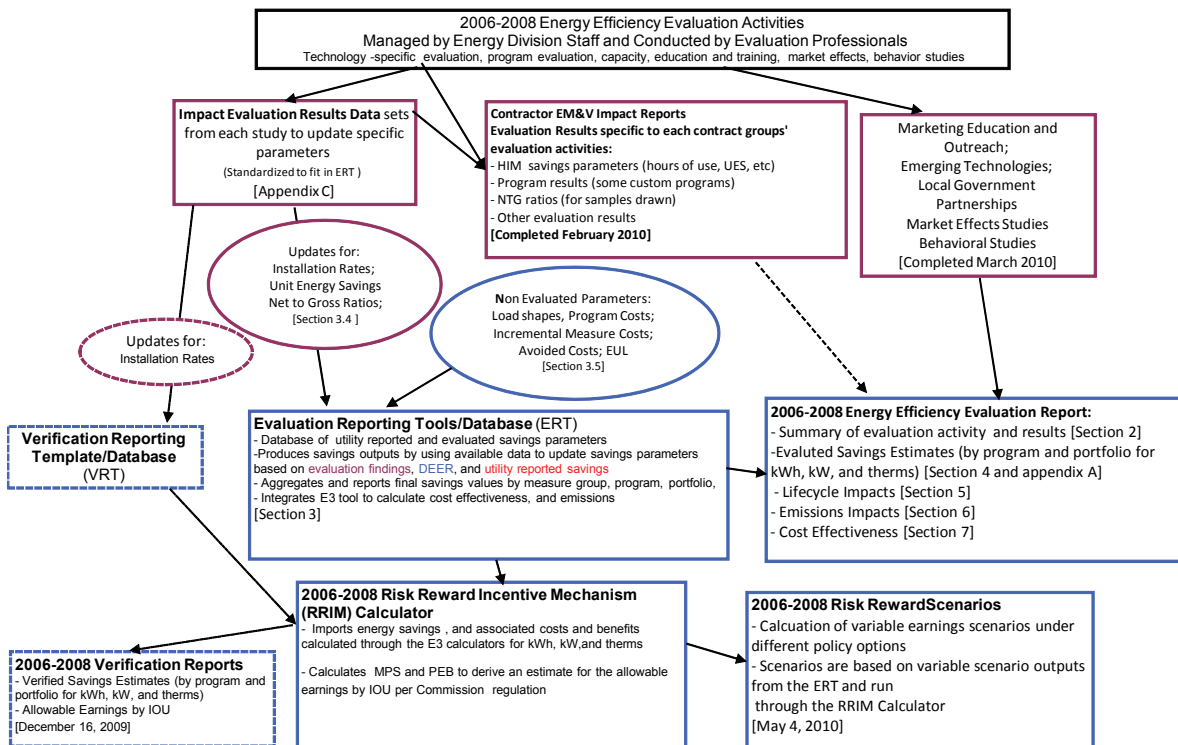 2006-2008 Energy Efficiency Evaluation Activities
Managed by Energy Division Staff and Conducted by Evaluation Professionals
Technology -specific evaluation, program evaluation, capacity, education and training, market effects, behavior studies
Impact Evaluation Results Data sets
from each study to update specific
parameters
(Standardized to fit in ERT )
[Appendix C]
Contractor EM&V Impact Reports
Evaluation Results specific to each contract groups'
evaluation activities:
- HIM savings parameters (hours of use, UES, etc)
- Program results (some custom programs)
- NTG ratios (for samples drawn)
- Other evaluation results
[Completed February 2010]
Marketing Education and
Outreach;
Emerging Technologies;
Local Government
Partnerships
Market Effects Studies
Behavioral Studies
[Completed March 2010]
Updates for:
Installation Rates;
Unit Energy Savings
Net to Gross Ratios;
[Section 3.4 ]
Non Evaluated Parameters:
Load shapes, Program Costs;
Incremental Measure Costs;
Avoided Costs; EUL
[Section 3.5]
Updates for:
Installation Rates
Verification Reporting
Template/Database
(VRT)
Evaluation Reporting Tools/Database (ERT)
- Database of utility reported and evaluated savings parameters
-Produces savings outputs by using available data to update savings parameters
based on evaluation findings, DEER, and utility reported savings
- Aggregates and reports final savings values by measure group, program, portfolio,
- Integrates E3 tool to calculate cost effectiveness, and emissions
[Section 3]
2006-2008 Energy Efficiency Evaluation Report:
- Summary of evaluation activity and results [Section 2]
-Evaluted Savings Estimates (by program and portfolio for
kWh, kW, and therms) [Section 4 and appendix A]
- Lifecycle Impacts [Section 5]
- Emissions Impacts [Section 6]
- Cost Effectiveness [Section 7]
2006-2008 Risk Reward Incentive Mechanism
(RRIM) Calculator
- Imports energy savings , and associated costs and benefits
calculated through the E3 calculators for kWh, kW,and therms
- Calculates MPS and PEB to derive an estimate for the allowable
earnings by IOU per Commission regulation
2006-2008 Risk RewardScenarios
- Calcuation of variable earnings scenarios under
different policy options
- Scenarios are based on variable scenario outputs
from the ERT and run
through the RRIM Calculator
[May 4, 2010]
2006-2008 Verification Reports
- Verified Savings Estimates (by program and
portfolio for kWh, kW, and therms)
- Allowable Earnings by IOU
[December 16, 2009]